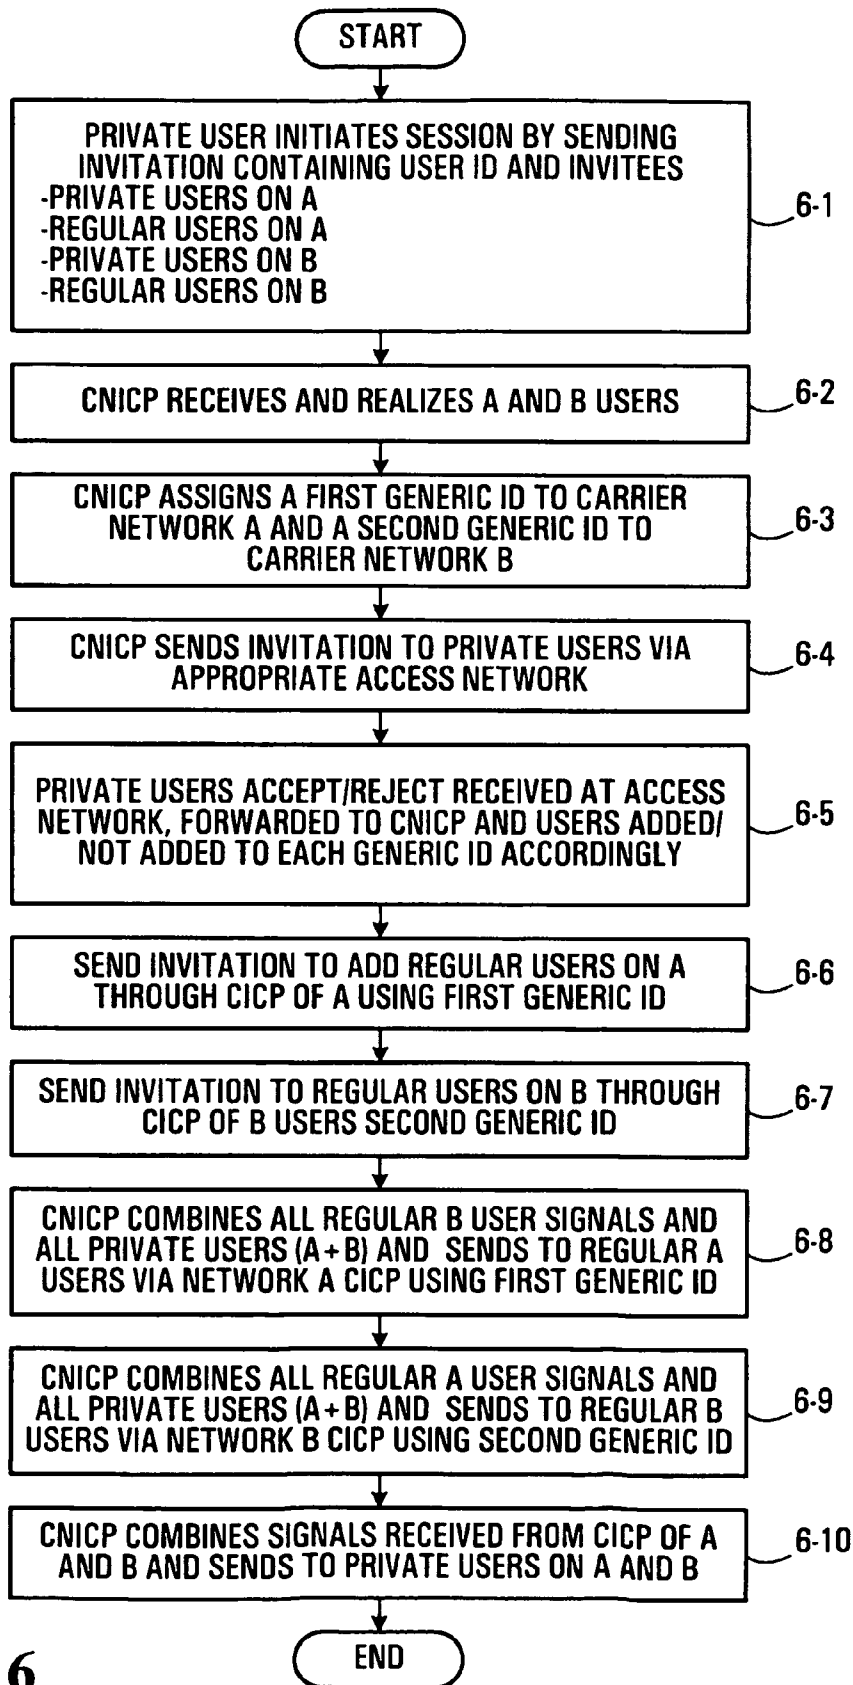 START
PRIVATE USER INITIATES SESSION BY SENDING
INVITATION CONTAINING USER ID AND INVITEES
-PRIVATE USERS ON A
-REGULAR USERS ON A
-PRIVATE USERS ON B
-REGULAR USERS ON B
6-1
CNICP RECEIVES AND REALIZES A AND B USERS
6-2
CNICP ASSIGNS A FIRST GENERIC ID TO CARRIER
NETWORK A AND A SECOND GENERIC ID TO
CARRIER NETWORK B
6-3
CNICP SENDS INVITATION TO PRIVATE USERS VIA
APPROPRIATE ACCESS NETWORK
6-4
PRIVATE USERS ACCEPT/REJECT RECEIVED AT ACCESS
NETWORK, FORWARDED TO CNICP AND USERS ADDED/
NOT ADDED TO EACH GENERIC ID ACCORDINGLY
6-5
SEND INVITATION TO ADD REGULAR USERS ON A
THROUGH CICP OF A USING FIRST GENERIC ID
6-6
SEND INVITATION TO REGULAR USERS ON B THROUGH
CICP OF B USERS SECOND GENERIC ID
6-7
CNICP COMBINES ALL REGULAR B USER SIGNALS AND
ALL PRIVATE USERS (A+B) AND SENDS TO REGULAR A
USERS VIA NETWORK A CICP USING FIRST GENERIC ID
6-8
CNICP COMBINES ALL REGULAR A USER SIGNALS AND
ALL PRIVATE USERS (A+B) AND SENDS TO REGULAR B
USERS VIA NETWORK B CICP USING SECOND GENERIC ID
6-9
CNICP COMBINES SIGNALS RECEIVED FROM CICP OF A
AND B AND SENDS TO PRIVATE USERS ON A AND B
6-10
END
6